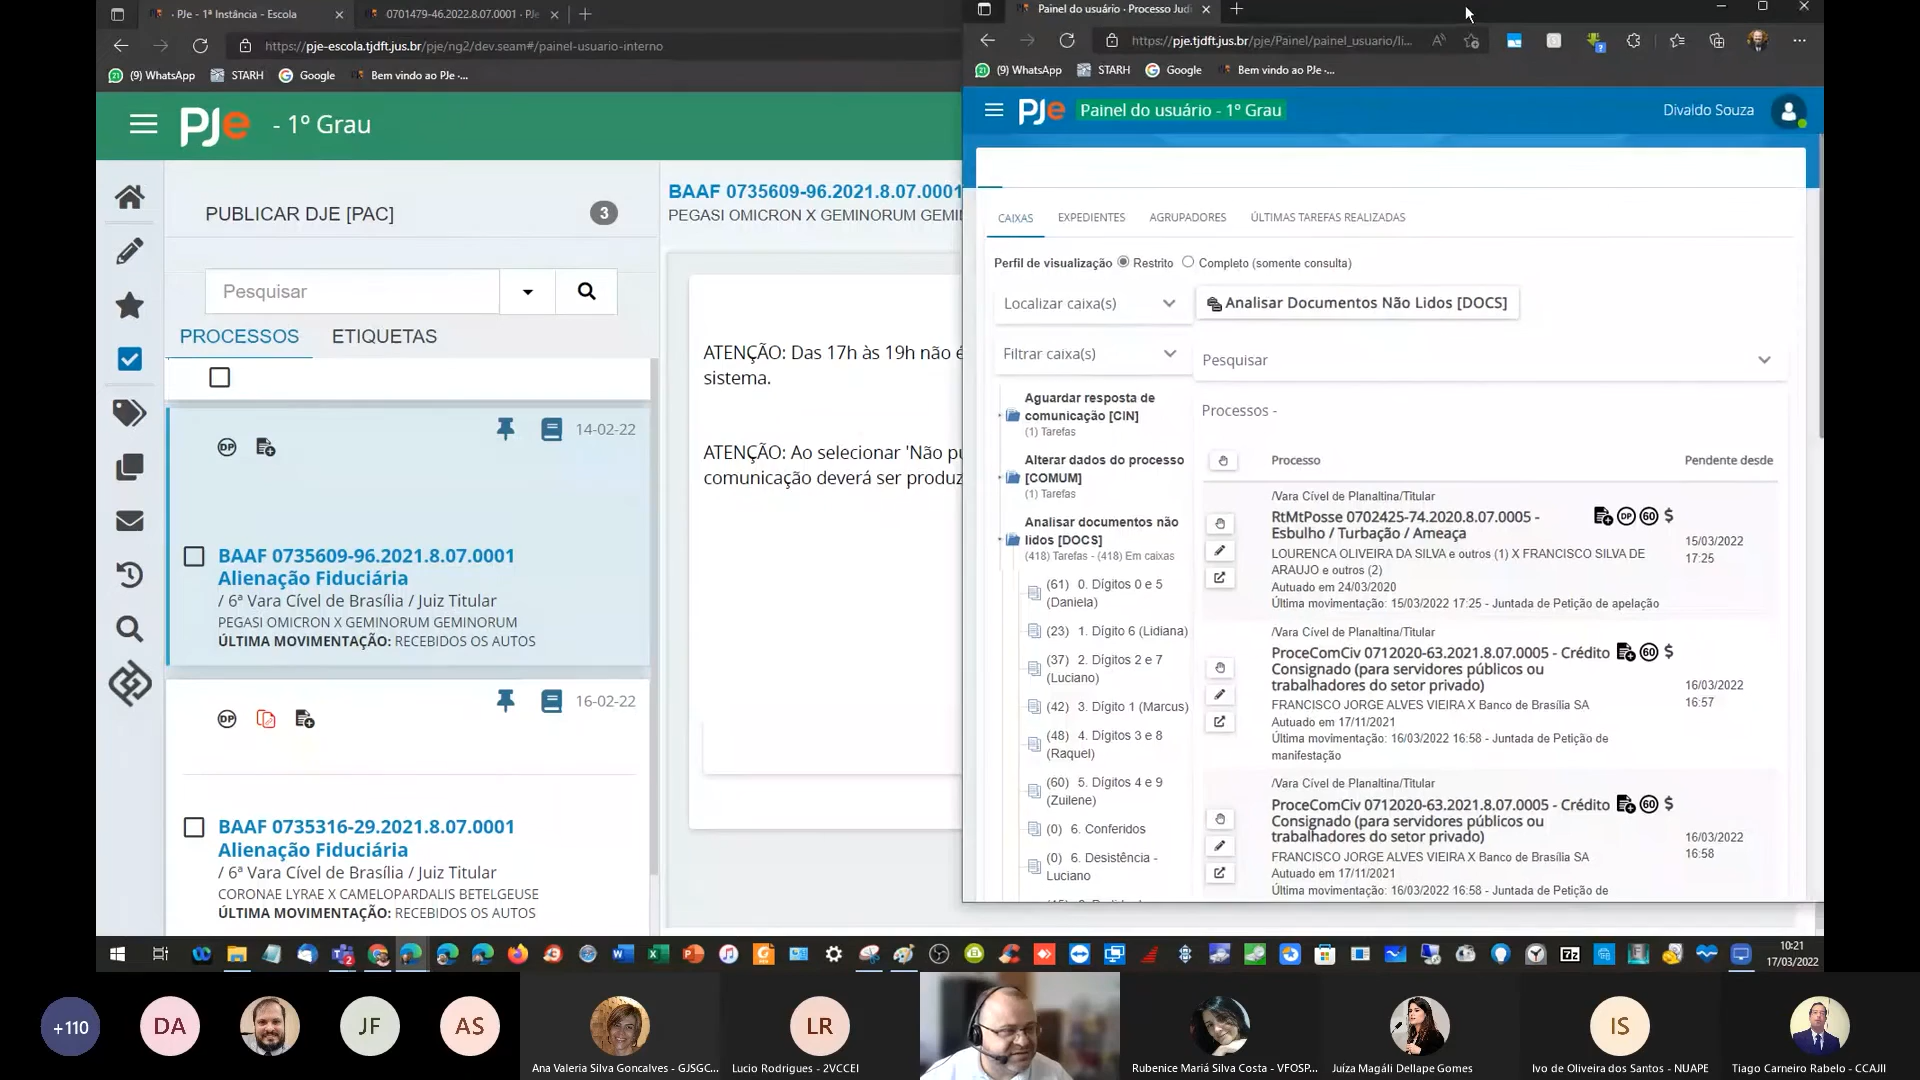 · PJe - 1ª Instância - Escola
0701479-46.2022.8.07.0001 · PJe
https://pje-escola.tjdft.jus.br/pje/ng2/dev.seam#/painel-usuario-interno
(9) WhatsApp
STARH
Google
Bem vindo ao PJe -...
PJe
- 1º Grau
PUBLICAR DJE [PAC]
3
Pesquisar
PROCESSOS
ETIQUETAS
14-02-22
DP
BAAF 0735609-96.2021.8.07.0001
Alienação Fiduciária
/ 6ª Vara Cível de Brasília / Juiz Titular
PEGASI OMICRON X GEMINORUM GEMINORUM
ÚLTIMA MOVIMENTAÇÃO: RECEBIDOS OS AUTOS
16-02-22
DP
BAAF 0735316-29.2021.8.07.0001
Alienação Fiduciária
/ 6ª Vara Cível de Brasília / Juiz Titular
CORONAE LYRAE X CAMELOPARDALIS BETELGEUSE
ÚLTIMA MOVIMENTAÇÃO: RECEBIDOS OS AUTOS
BAAF 0735609-96.2021.8.07.0001
PEGASI OMICRON X GEMINORUM GEMI
ATENÇÃO: Das 17h às 19h não é
sistema.
ATENÇÃO: Ao selecionar 'Não pu
comunicação deverá ser produz
Painel do usuário · Processo Judi
https://pje.tjdft.jus.br/pje/Painel/painel_usuario/li...
(9) WhatsApp
STARH
Google
Bem vindo ao PJe -...
PJe
Painel do usuário - 1º Grau
Divaldo Souza
CAIXAS
EXPEDIENTES
AGRUPADORES
ÚLTIMAS TAREFAS REALIZADAS
Perfil de visualização
Restrito
Completo (somente consulta)
Localizar caixa(s)
Analisar Documentos Não Lidos [DOCS]
Filtrar caixa(s)
Pesquisar
Aguardar resposta de
comunicação [CIN]
(1) Tarefas
Alterar dados do processo
[COMUM]
(1) Tarefas
Analisar documentos não
lidos [DOCS]
(418) Tarefas - (418) Em caixas
(61) 0. Dígitos 0 e 5
(Daniela)
(23) 1. Dígito 6 (Lidiana)
(37) 2. Dígitos 2 e 7
(Luciano)
(42) 3. Dígito 1 (Marcus)
(48) 4. Dígitos 3 e 8
(Raquel)
(60) 5. Dígitos 4 e 9
(Zuilene)
(0) 6. Conferidos
(0) 6. Desistência -
Luciano
Processos -
Processo
Pendente desde
/Vara Cível de Planaltina/Titular
RtMtPosse 0702425-74.2020.8.07.0005 -
Esbulho / Turbação / Ameaça
DP 60 $
LOURENCA OLIVEIRA DA SILVA e outros (1) X FRANCISCO SILVA DE
ARAUJO e outros (2)
Autuado em 24/03/2020
Última movimentação: 15/03/2022 17:25 - Juntada de Petição de apelação
15/03/2022
17:25
/Vara Cível de Planaltina/Titular
ProceComCiv 0712020-63.2021.8.07.0005 - Crédito
Consignado (para servidores públicos ou
trabalhadores do setor privado)
60 $
FRANCISCO JORGE ALVES VIEIRA X Banco de Brasília SA
Autuado em 17/11/2021
Última movimentação: 16/03/2022 16:58 - Juntada de Petição de
manifestação
16/03/2022
16:57
/Vara Cível de Planaltina/Titular
ProceComCiv 0712020-63.2021.8.07.0005 - Crédito
Consignado (para servidores públicos ou
trabalhadores do setor privado)
60 $
FRANCISCO JORGE ALVES VIEIRA X Banco de Brasília SA
Autuado em 17/11/2021
Última movimentação: 16/03/2022 16:58 - Juntada de Petição de
16/03/2022
16:58
10:21
17/03/2022
+110
DA
JF
AS
Ana Valeria Silva Goncalves - GJSGC...
LR
Lucio Rodrigues - 2VCCEI
Rubenice Mariá Silva Costa - VFOSP...
Juíza Magáli Dellape Gomes
IS
Ivo de Oliveira dos Santos - NUAPE
Tiago Carneiro Rabelo - CCAJII